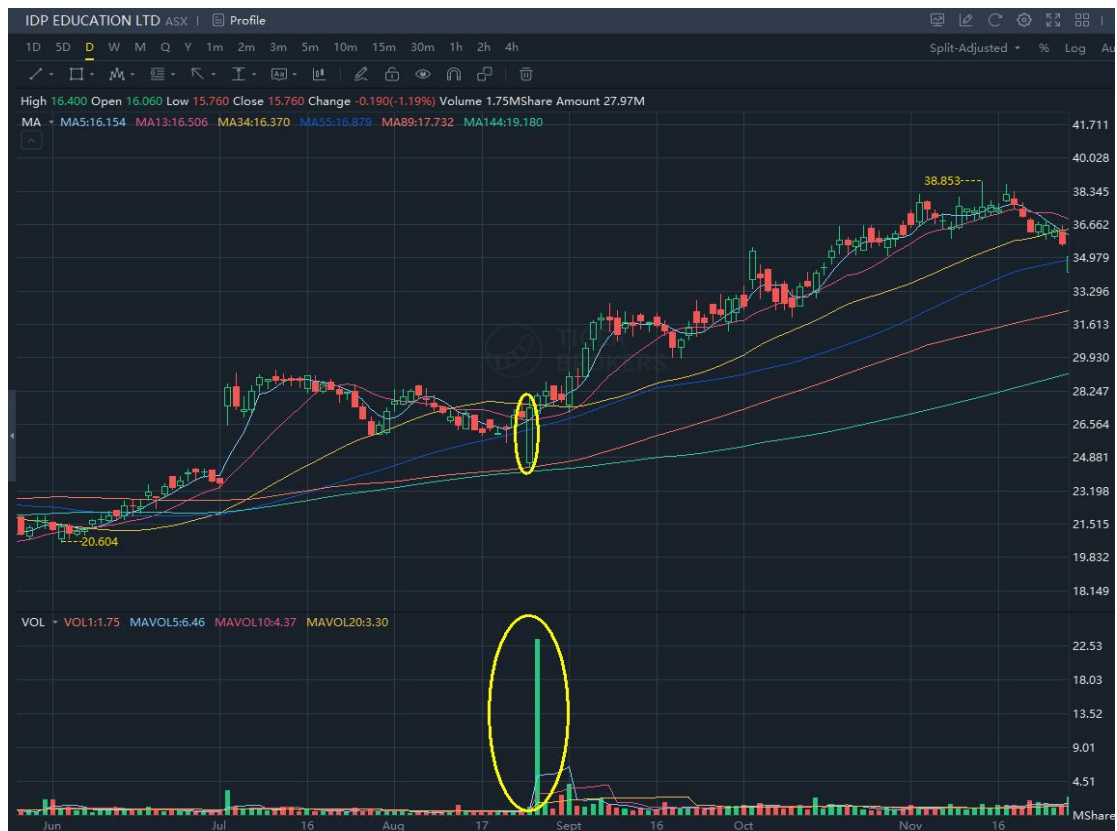 IDP EDUCATION LTD ASX Profile
1D 5D D W M Q Y 1m 2m 3m 5m 10m 15m 30m 1h 2h 4h Split-Adjusted % Log Au
High 16.400 Open 16.060 Low 15.760 Close 15.760 Change -0.190(-1.19%) Volume 1.75MShare Amount 27.97M
MA MA5:16.154 MA13:16.506 MA34:16.370 MA55:16.879 MA89:17.732 MA144:19.180
41.711
40.028
38.853
38.345
36.662
34.979
33.296
31.613
TIGER
BROKERS
29.930
28.247
26.564
24.881
23.198
21.515
20.604
19.832
18.149
VOL VOL1:1.75 MAVOL5:6.46 MAVOL10:4.37 MAVOL20:3.30
22.53
18.03
13.52
9.01
4.51
MShare
Jun Jul 16 Aug 17 Sept 16 Oct Nov 16